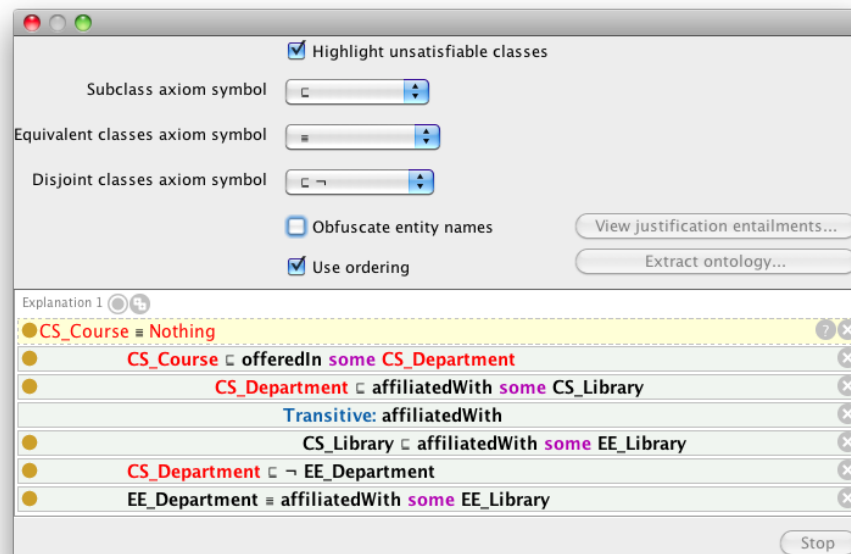 Highlight unsatisfiable classes
Subclass axiom symbol ⊑
Equivalent classes axiom symbol ≡
Disjoint classes axiom symbol ⊑ ¬
Obfuscate entity names View justification entailments...
Use ordering Extract ontology...
Explanation 1
CS_Course ≡ Nothing ?
CS_Course ⊑ offeredIn some CS_Department
CS_Department ⊑ affiliatedWith some CS_Library
Transitive: affiliatedWith
CS_Library ⊑ affiliatedWith some EE_Library
CS_Department ⊑ ¬ EE_Department
EE_Department ≡ affiliatedWith some EE_Library
Stop